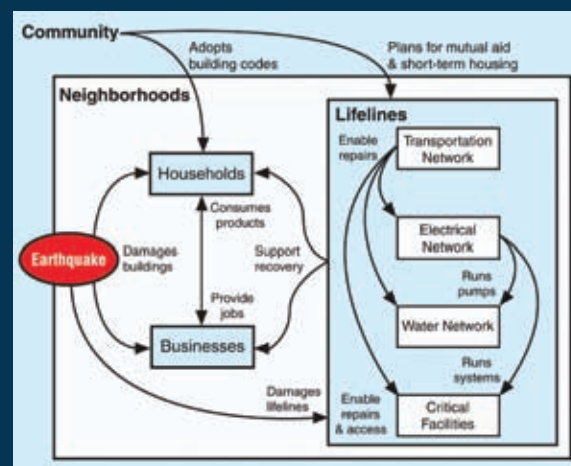 Community
Adopts
building codes
Plans for mutual aid
& short-term housing
Neighborhoods
Lifelines
Enable
repairs
Transportation
Network
Households
Consumes
products
Electrical
Network
Earthquake
Damages
buildings
Support
recovery
Runs
pumps
Provide
jobs
Water Network
Businesses
Runs
systems
Damages
lifelines
Enable
repairs
& access
Critical
Facilities